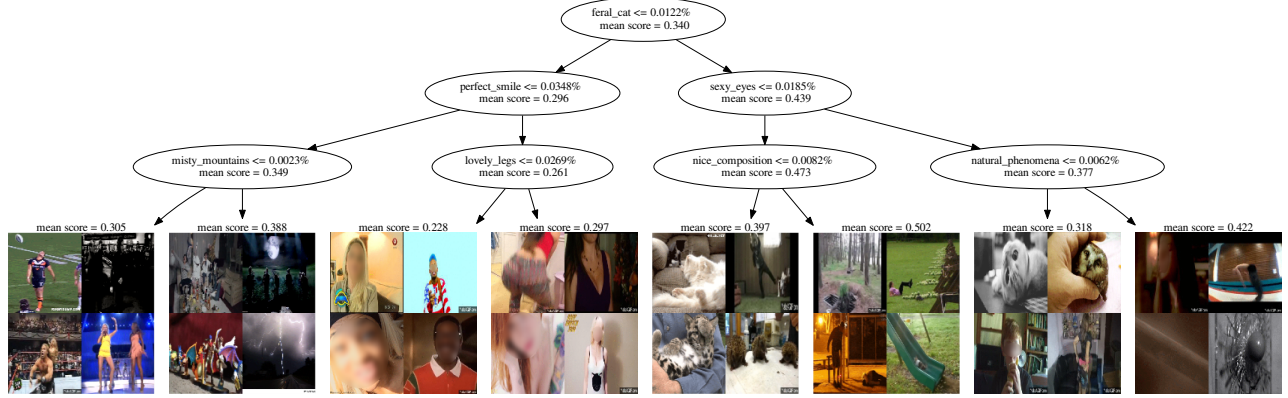 feral_cat <= 0.0122%
mean score = 0.340
perfect_smile <= 0.0348%
mean score = 0.296
sexy_eyes <= 0.0185%
mean score = 0.439
misty_mountains <= 0.0023%
mean score = 0.349
lovely_legs <= 0.0269%
mean score = 0.261
nice_composition <= 0.0082%
mean score = 0.473
natural_phenomena <= 0.0062%
mean score = 0.377
mean score = 0.305
mean score = 0.388
mean score = 0.228
mean score = 0.297
mean score = 0.397
mean score = 0.502
mean score = 0.318
mean score = 0.422